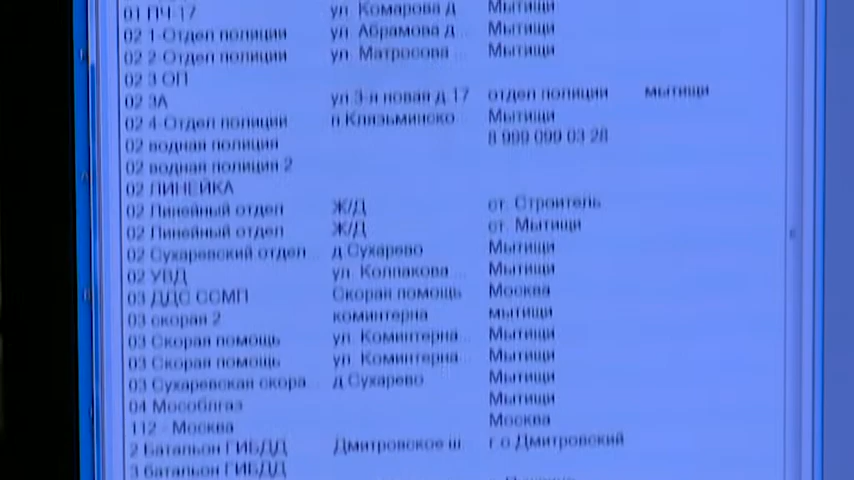 01 ПЧ-17 ул. Комарова д. Мытищи
02 1-Отдел полиции ул. Абрамова д... Мытищи
02 2-Отдел полиции ул. Матросова ... Мытищи
02 3 ОП
02 3А ул 3-я новая д.17 отдел полиции мытищи
02 4-Отдел полиции п Клязьминско... Мытищи
02 водная полиция 8 999 099 03 28
02 водная полиция 2
02 ЛИНЕЙКА
02 Линейный отдел Ж/Д ст. Строитель
02 Линейный отдел Ж/Д ст. Мытищи
02 Сухаревский отдел... д Сухарево Мытищи
02 УВД ул. Колпакова ... Мытищи
03 ДДС ССМП Скорая помощь Москва
03 скорая 2 коминтерна мытищи
03 Скорая помощь ул. Коминтерна... Мытищи
03 Скорая помощь ул. Коминтерна... Мытищи
03 Сухаревская скора... д Сухарево Мытищи
04 Мособлгаз Мытищи
112 - Москва Москва
2 Батальон ГИБДД Дмитровское ш. г.о.Дмитровский
3 батальон ГИБДД